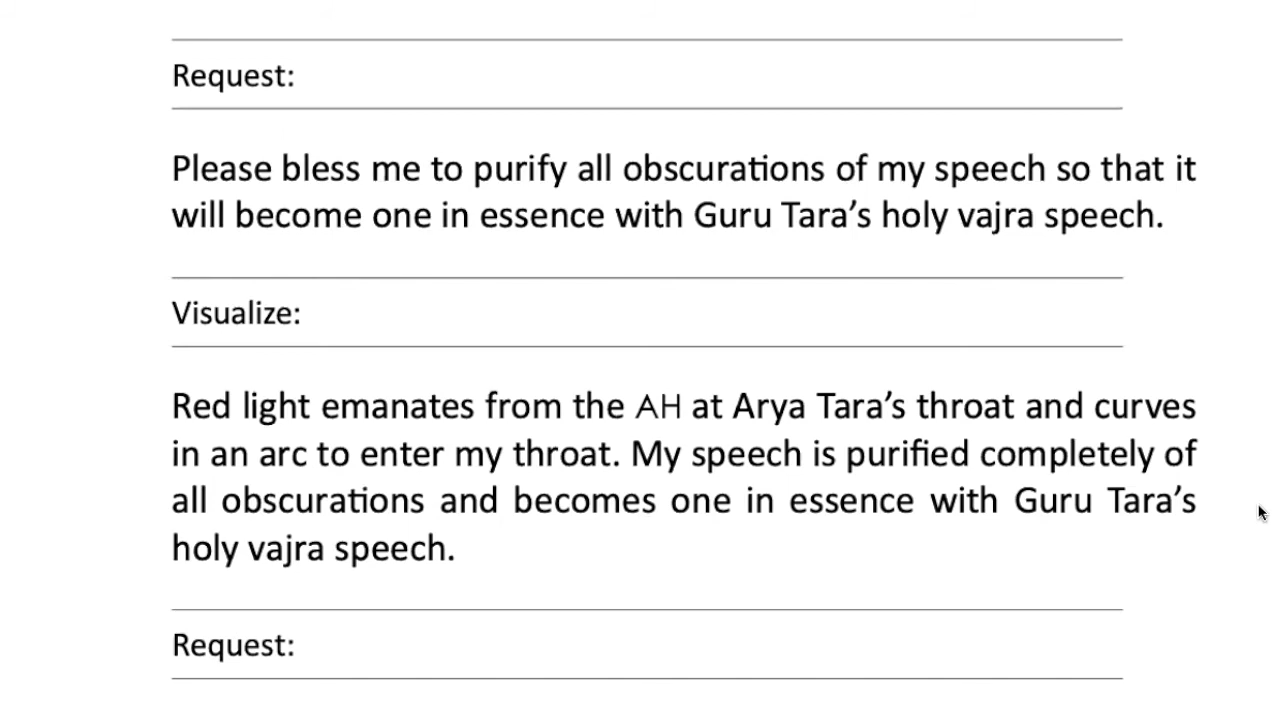 Request:
Please bless me to purify all obscurations of my speech so that it
will become one in essence with Guru Tara’s holy vajra speech.
Visualize:
Red light emanates from the AH at Arya Tara’s throat and curves
in an arc to enter my throat. My speech is purified completely of
all obscurations and becomes one in essence with Guru Tara’s
holy vajra speech.
Request: